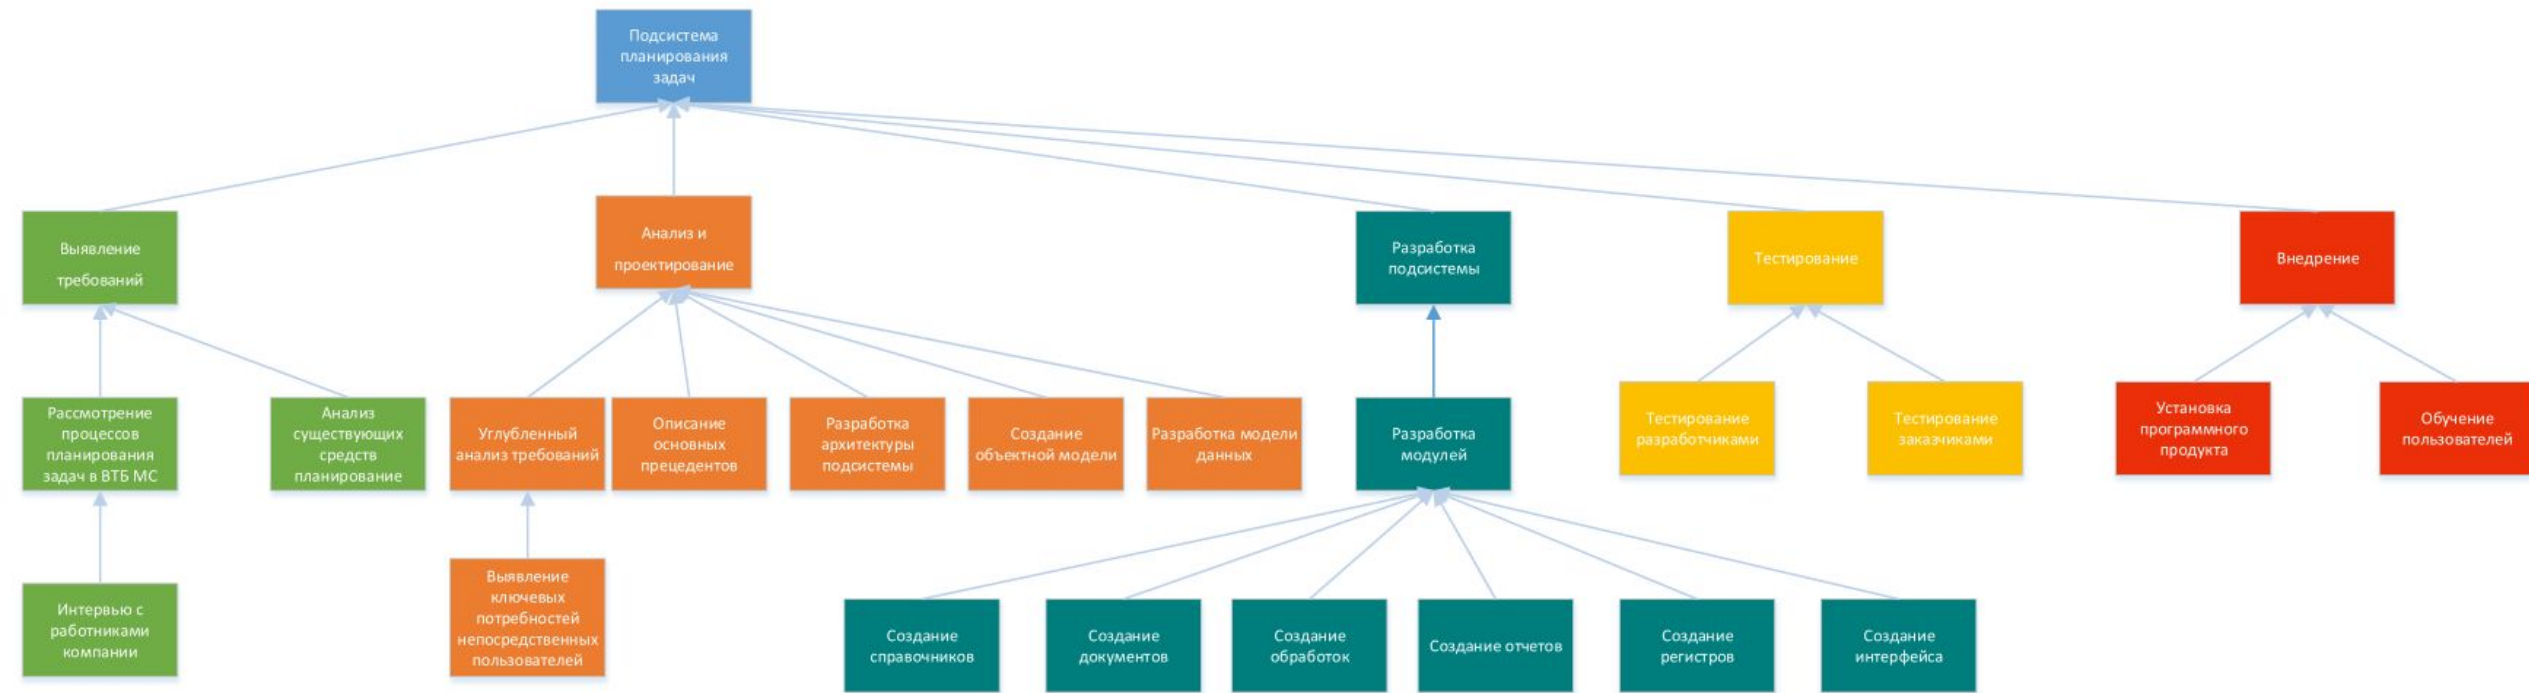 Подсистема
планирования
задач
Выявление
требований
Анализ и
проектирование
Разработка
подсистемы
Тестирование
Внедрение
Рассмотрение
процессов
планирования
задач в ВТБ МС
Анализ
существующих
средств
планирование
Углубленный
анализ требований
Описание
основных
прецедентов
Разработка
архитектуры
подсистемы
Создание
объектной модели
Разработка модели
данных
Разработка
модулей
Тестирование
разработчиками
Тестирование
заказчиками
Установка
программного
продукта
Обучение
пользователей
Интервью с
работниками
компании
Выявление
ключевых
потребностей
непосредственных
пользователей
Создание
справочников
Создание
документов
Создание
обработок
Создание отчетов
Создание
регистров
Создание
интерфейса